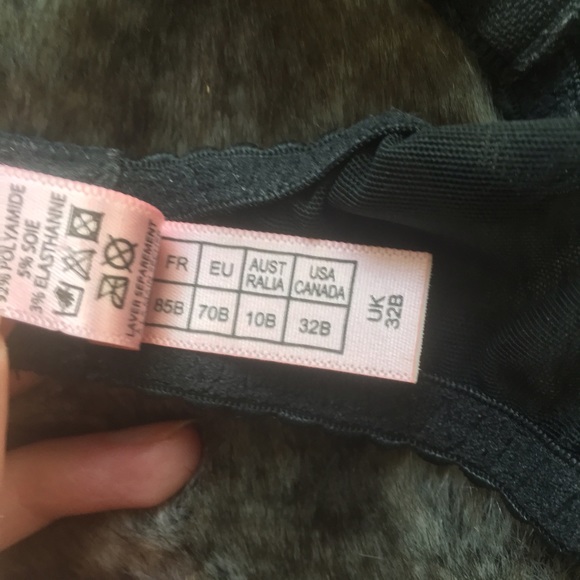 92% POLYAMIDE
5% SOIE
3% ELASTHANNE
LAVER SEPAREMENT
FR EU AUST RALIA USA CANADA
85B 70B 10B 32B
UK
32B